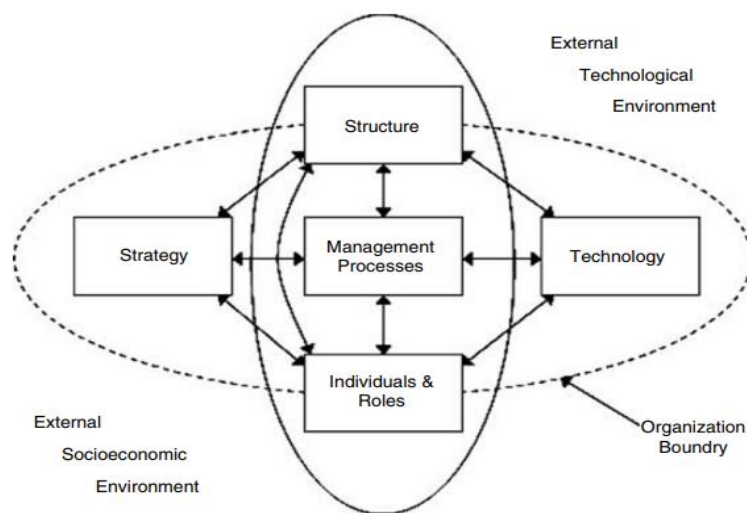 External
Technological
Environment
Structure
Strategy
Management
Processes
Technology
Individuals &
Roles
External
Socioeconomic
Environment
Organization
Boundry